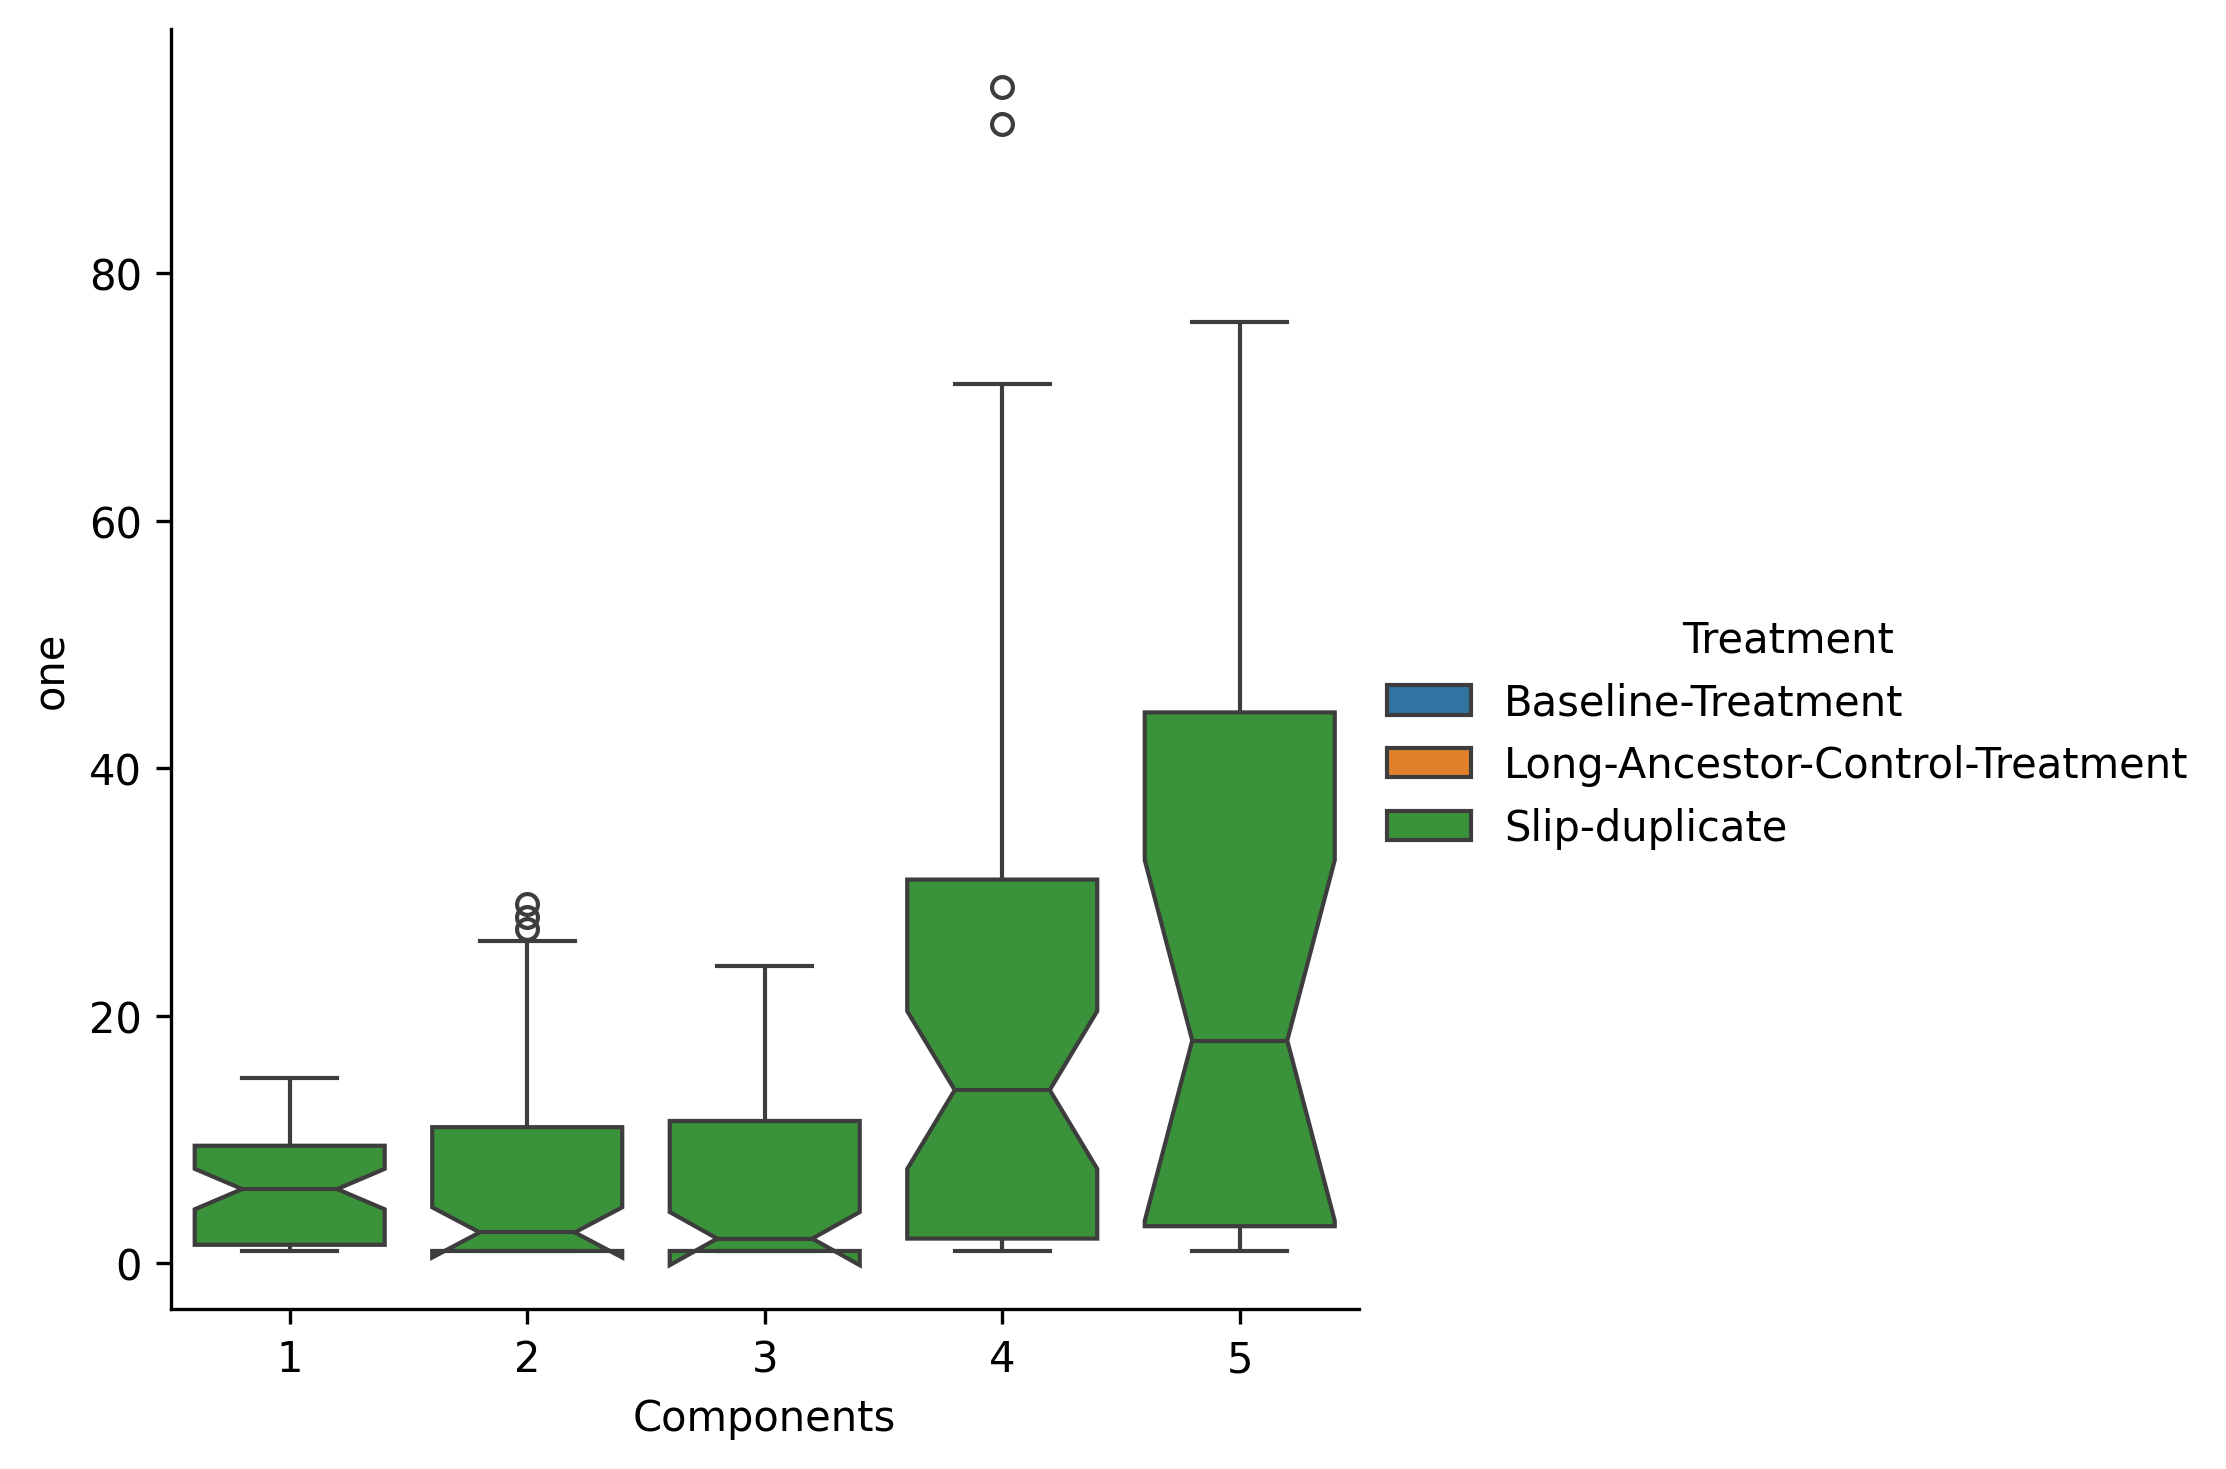 80
60
40
20
0
one
1 2 3 4 5
Components
Treatment
Baseline-Treatment
Long-Ancestor-Control-Treatment
Slip-duplicate